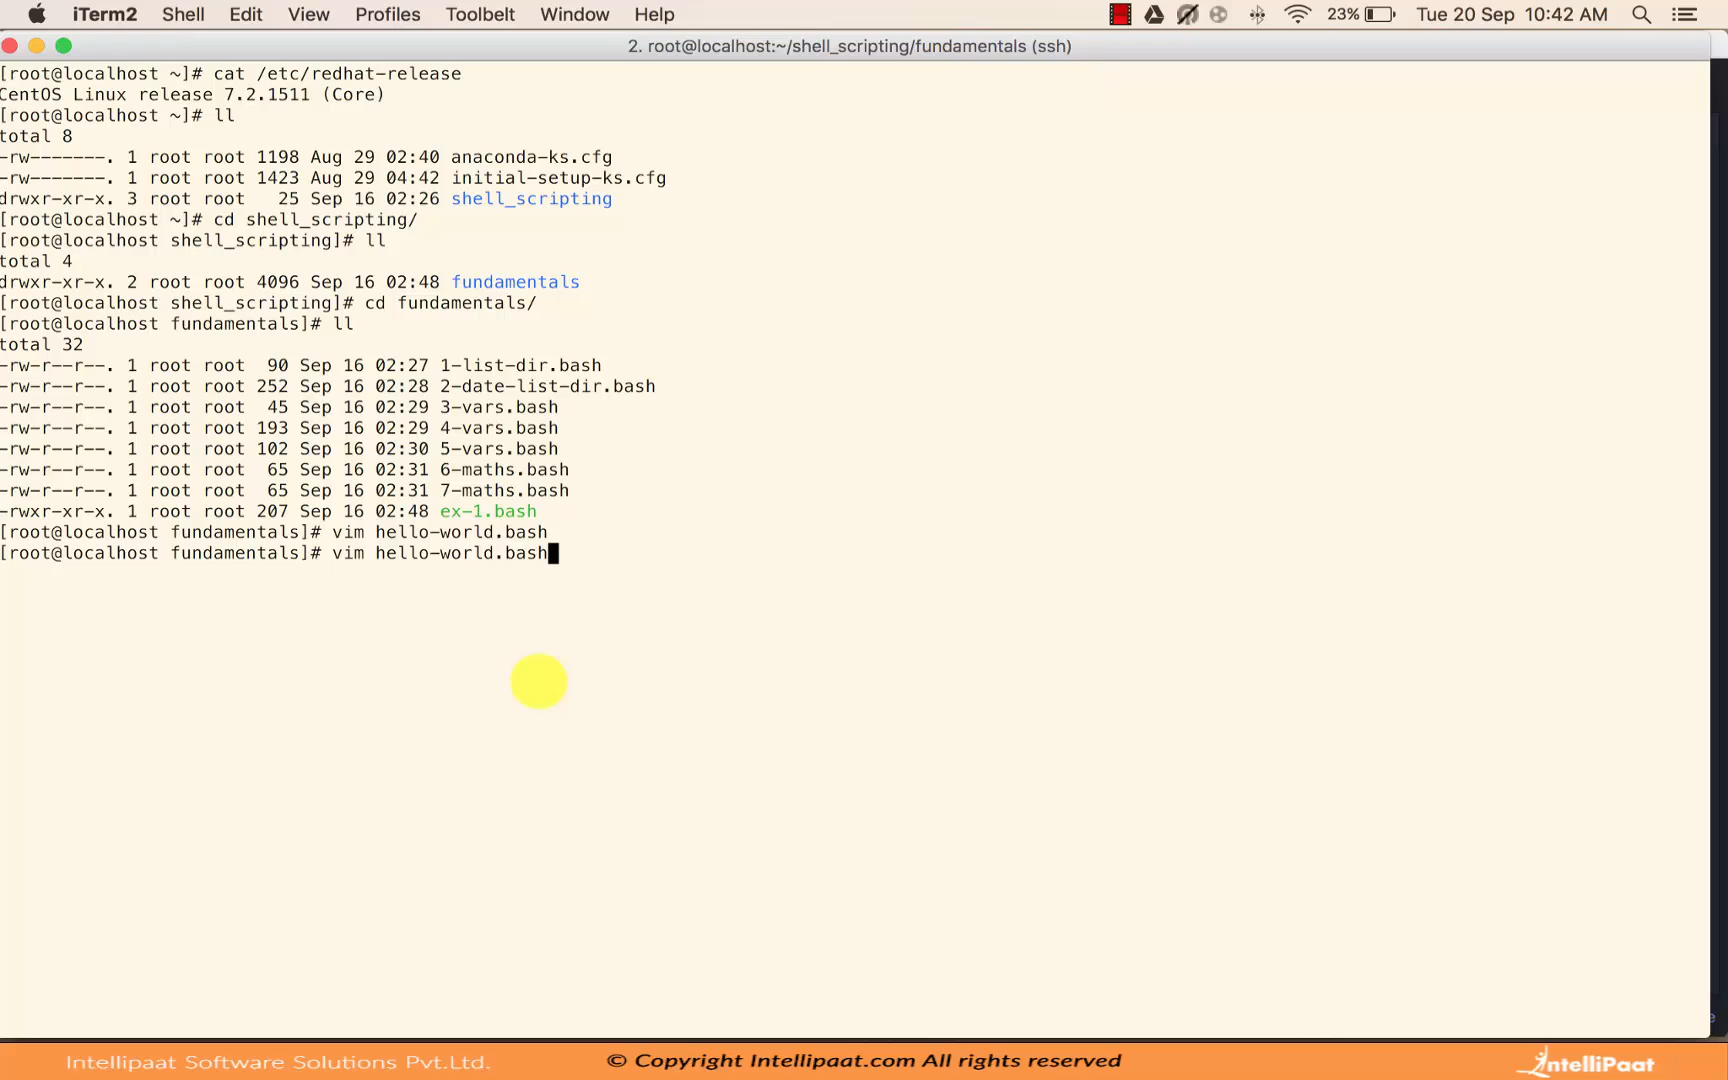 iTerm2 Shell Edit View Profiles Toolbelt Window Help 23% Tue 20 Sep 10:42 AM
2. root@localhost:~/shell_scripting/fundamentals (ssh)
[root@localhost ~]# cat /etc/redhat-release
CentOS Linux release 7.2.1511 (Core)
[root@localhost ~]# ll
total 8
-rw-------. 1 root root 1198 Aug 29 02:40 anaconda-ks.cfg
-rw-------. 1 root root 1423 Aug 29 04:42 initial-setup-ks.cfg
drwxr-xr-x. 3 root root   25 Sep 16 02:26 shell_scripting
[root@localhost ~]# cd shell_scripting/
[root@localhost shell_scripting]# ll
total 4
drwxr-xr-x. 2 root root 4096 Sep 16 02:48 fundamentals
[root@localhost shell_scripting]# cd fundamentals/
[root@localhost fundamentals]# ll
total 32
-rw-r--r--. 1 root root  90 Sep 16 02:27 1-list-dir.bash
-rw-r--r--. 1 root root 252 Sep 16 02:28 2-date-list-dir.bash
-rw-r--r--. 1 root root  45 Sep 16 02:29 3-vars.bash
-rw-r--r--. 1 root root 193 Sep 16 02:29 4-vars.bash
-rw-r--r--. 1 root root 102 Sep 16 02:30 5-vars.bash
-rw-r--r--. 1 root root  65 Sep 16 02:31 6-maths.bash
-rw-r--r--. 1 root root  65 Sep 16 02:31 7-maths.bash
-rwxr-xr-x. 1 root root 207 Sep 16 02:48 ex-1.bash
[root@localhost fundamentals]# vim hello-world.bash
[root@localhost fundamentals]# vim hello-world.bash
Intellipaat Software Solutions Pvt.Ltd. © Copyright Intellipaat.com All rights reserved IntelliPaat